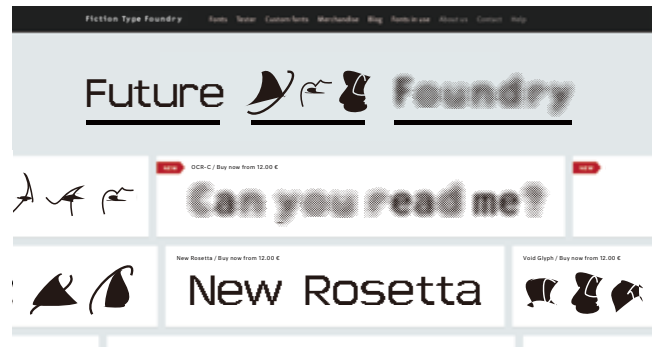 Fiction Type Foundry Fonts Tester Custom fonts Merchandise Blog Fonts in use About us Contact Help
Future Foundry
NEW OCR-C / Buy now from 12.00 € NEW
Can you read me?
New Rosetta / Buy now from 12.00 € Void Glyph / Buy now from 12.00 €
New Rosetta